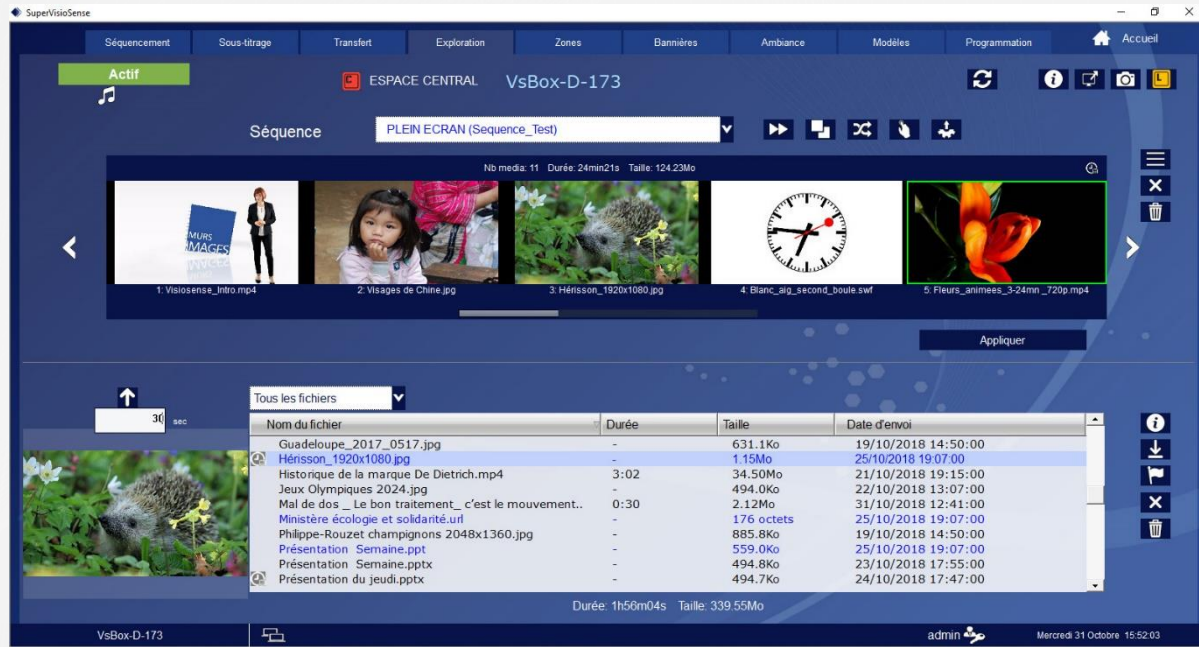 SuperVisioSense
Séquencement Sous-titrage Transfert Exploration Zones Bannières Ambiance Modèles Programmation Accueil
Actif
C ESPACE CENTRAL VsBox-D-173
L
Séquence PLEIN ECRAN (Sequence_Test)
Nb media: 11 Durée: 24min21s Taille: 124.23Mo
MURS
IMAGES
1: Visiosense_Intro.mp4 2: Visages de Chine.jpg 3: Hérisson_1920x1080.jpg 4: Blanc_aig_second_boule.swf 5: Fleurs_animees_3-24mn _720p.mp4
Appliquer
Tous les fichiers
30 sec
Nom du fichier Durée Taille Date d'envoi
Guadeloupe_2017_0517.jpg - 631.1Ko 19/10/2018 14:50:00
Hérisson_1920x1080.jpg - 1.15Mo 25/10/2018 19:07:00
Historique de la marque De Dietrich.mp4 3:02 34.50Mo 21/10/2018 19:15:00
Jeux Olympiques 2024.jpg - 494.0Ko 22/10/2018 13:07:00
Mal de dos _ Le bon traitement_ c'est le mouvement.. 0:30 2.12Mo 31/10/2018 12:41:00
Ministère écologie et solidarité.url - 176 octets 25/10/2018 19:07:00
Philippe-Rouzet champignons 2048x1360.jpg - 885.8Ko 19/10/2018 14:50:00
Présentation Semaine.ppt - 559.0Ko 25/10/2018 19:07:00
Présentation Semaine.pptx - 494.8Ko 23/10/2018 17:55:00
Présentation du jeudi.pptx - 494.7Ko 24/10/2018 17:47:00
Durée: 1h56m04s Taille: 339.55Mo
VsBox-D-173 admin Mercredi 31 Octobre 15:52:03